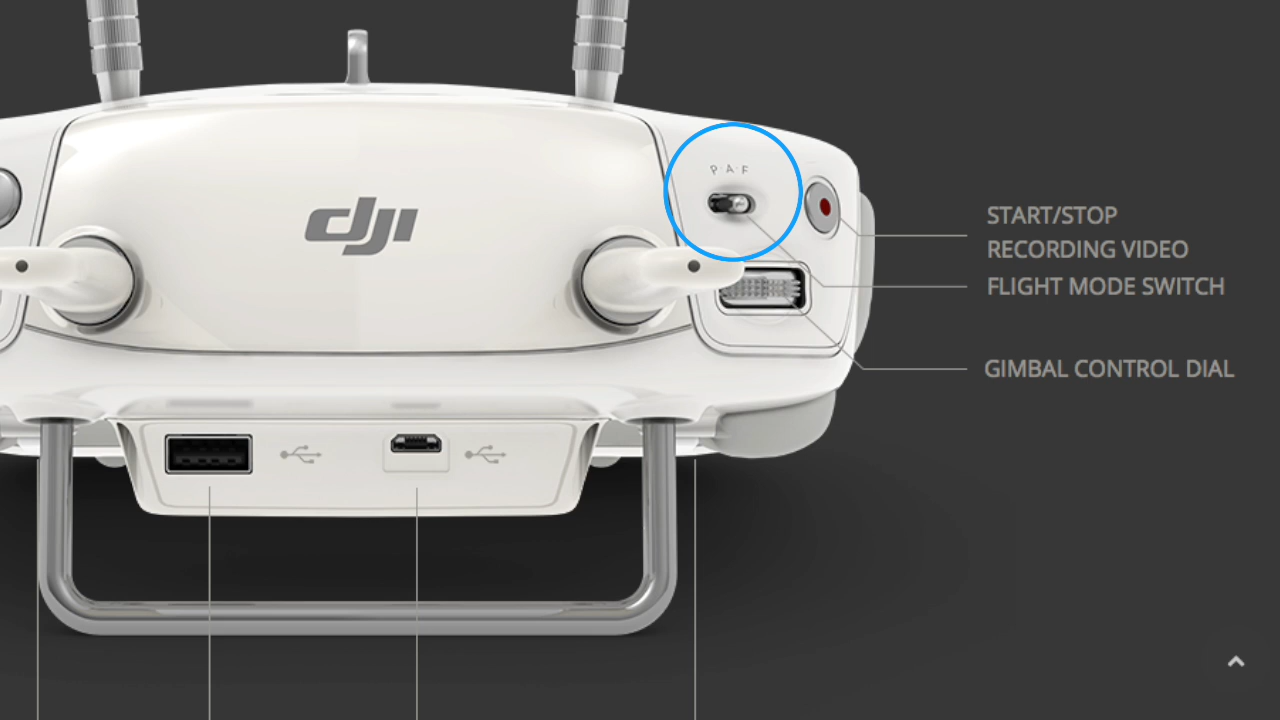 P A F
dji
START/STOP
RECORDING VIDEO
FLIGHT MODE SWITCH
GIMBAL CONTROL DIAL